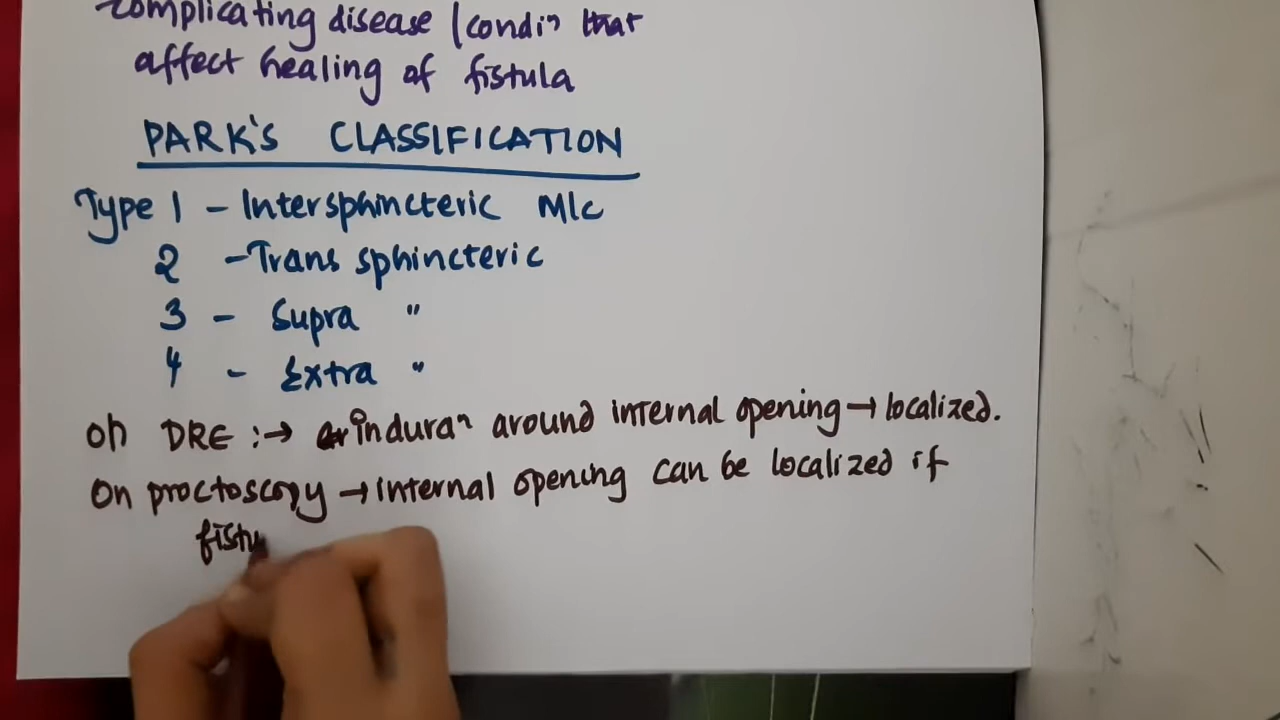 complicating disease / condiⁿ that
affect healing of fistula
PARK'S CLASSIFICATION
Type 1 - Intersphincteric M/c
2 - Trans sphincteric
3 - Supra "
4 - Extra "
on DRE :→ induraⁿ around internal opening → localized.
On proctoscopy → internal opening can be localized if
fistu